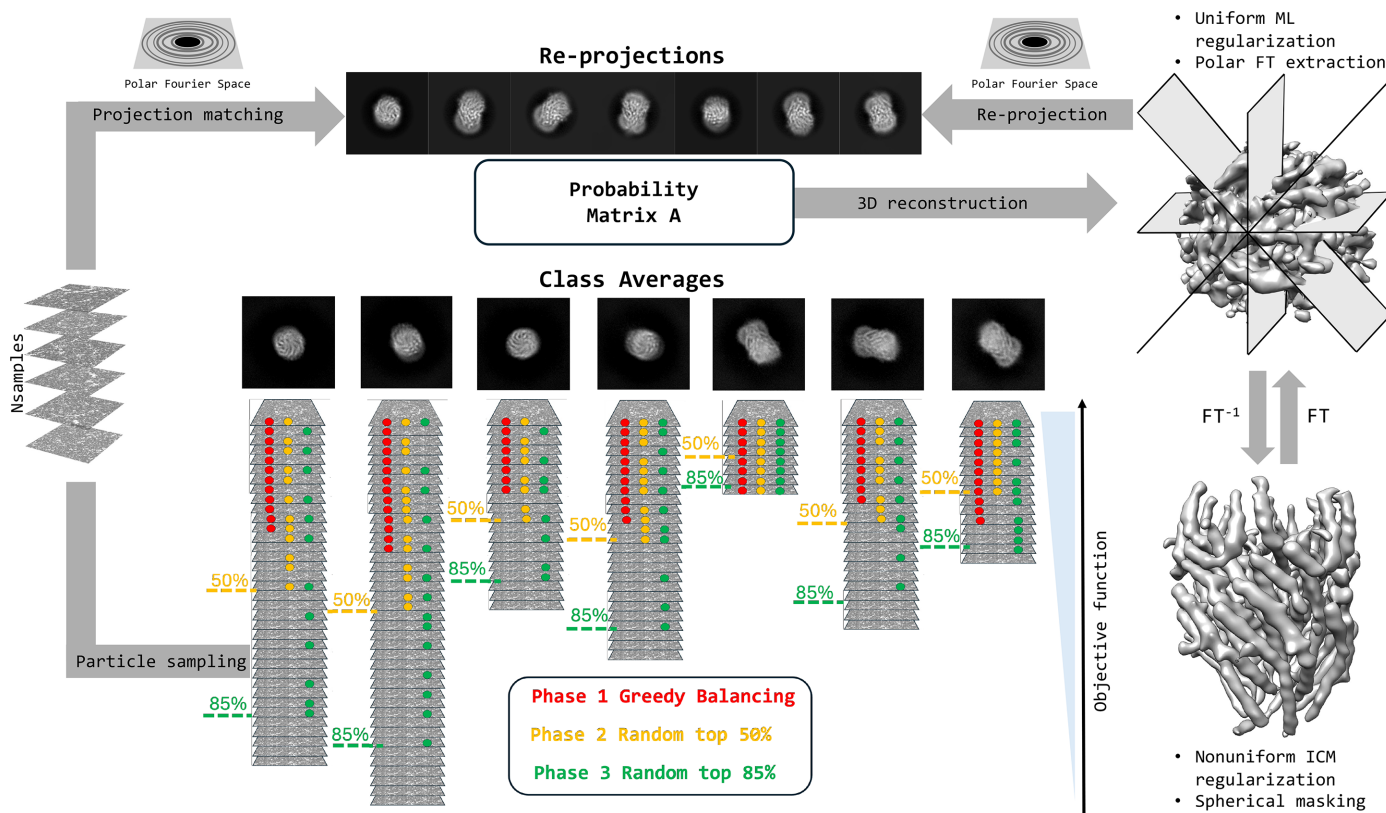 • Uniform ML
regularization
• Polar FT extraction
Polar Fourier Space
Re-projections
Polar Fourier Space
Projection matching
Re-projection
Probability
Matrix A
3D reconstruction
Class Averages
Nsamples
FT-1
FT
50%
50%
50%
50%
50%
50%
50%
85%
85%
85%
85%
85%
85%
85%
Objective function
Particle sampling
Phase 1 Greedy Balancing
Phase 2 Random top 50%
Phase 3 Random top 85%
• Nonuniform ICM
regularization
• Spherical masking